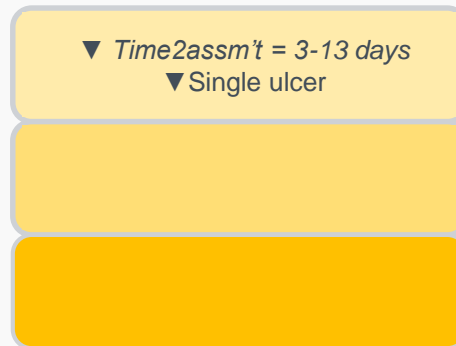 ▼ Time2assm't = 3-13 days
▼Single ulcer